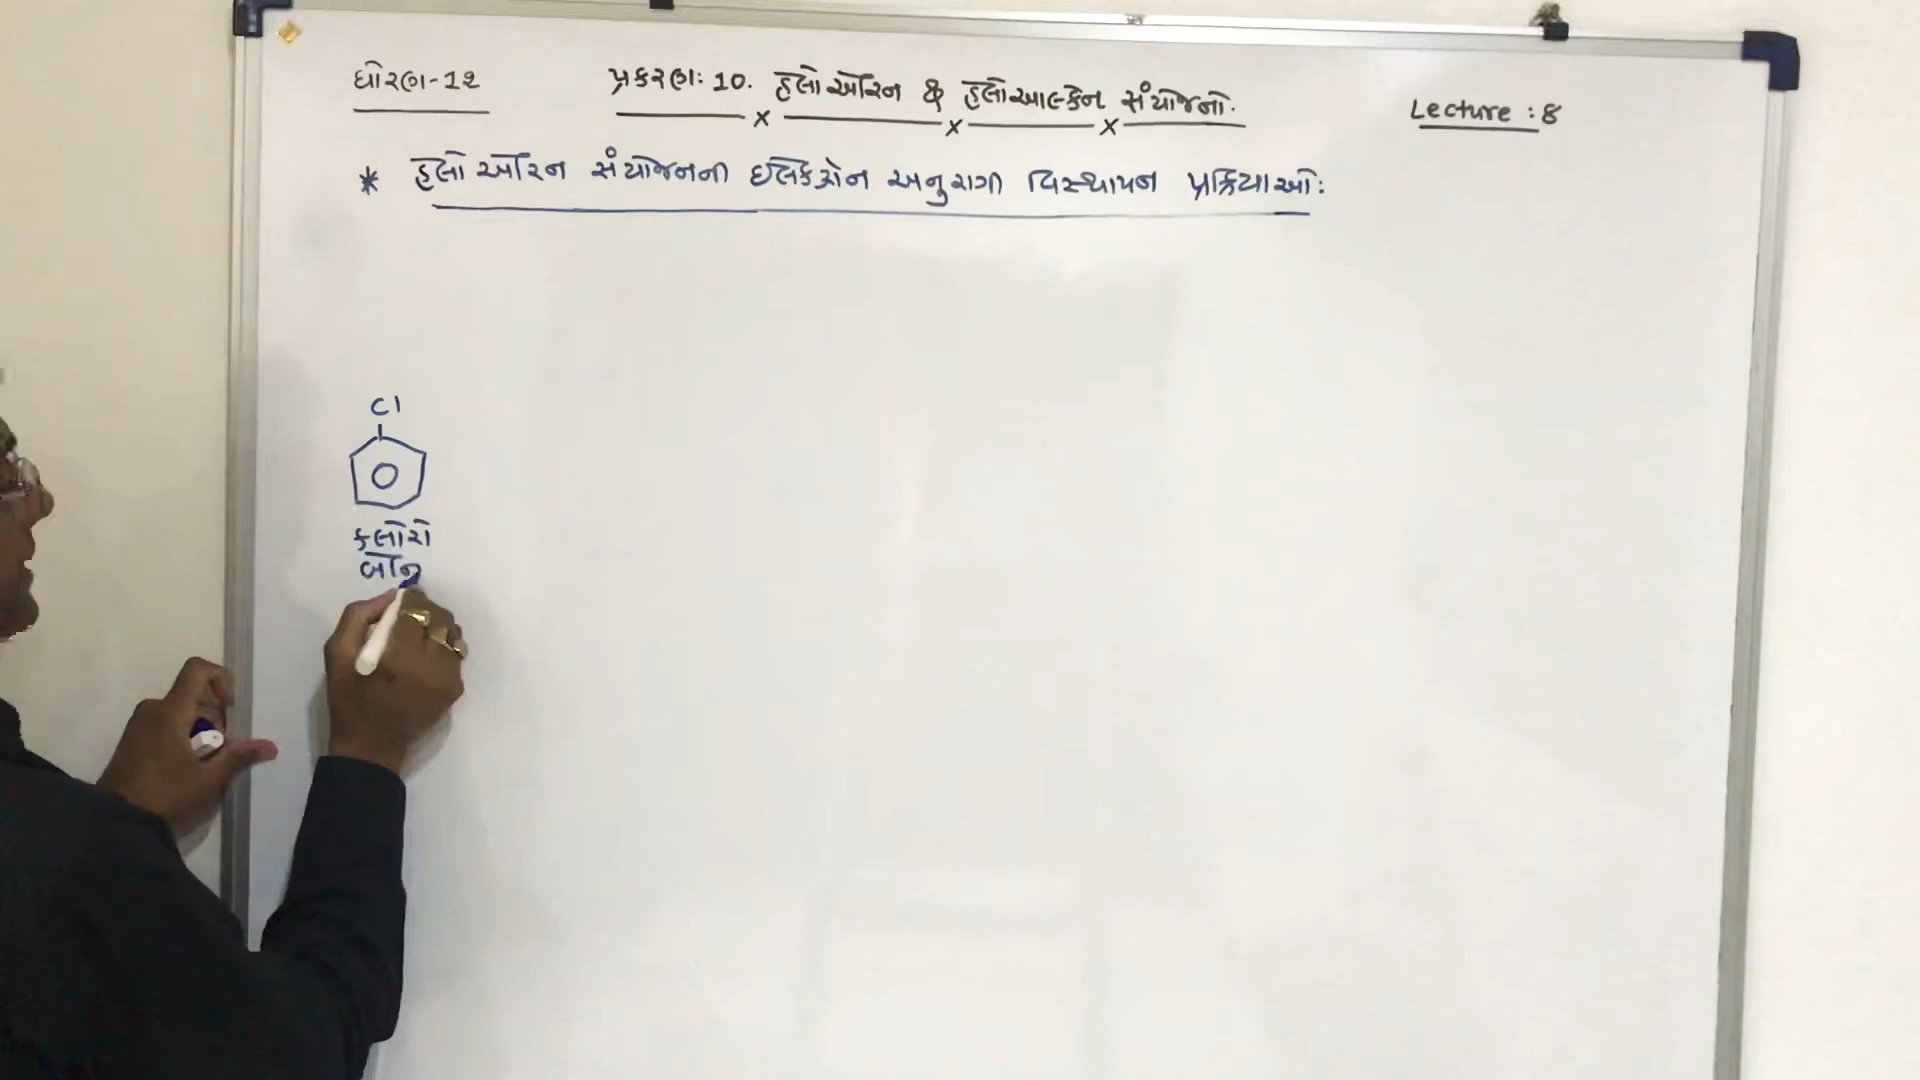 ધોરણ-12
પ્રકરણઃ 10. હેલોએરિન & હેલોઆલ્કેન સંયોજનો.
Lecture : 8
* હેલોએરિન સંયોજનની ઇલેક્ટ્રોન અનુરાગી વિસ્થાપન પ્રક્રિયાઓઃ
Cl
ક્લોરો